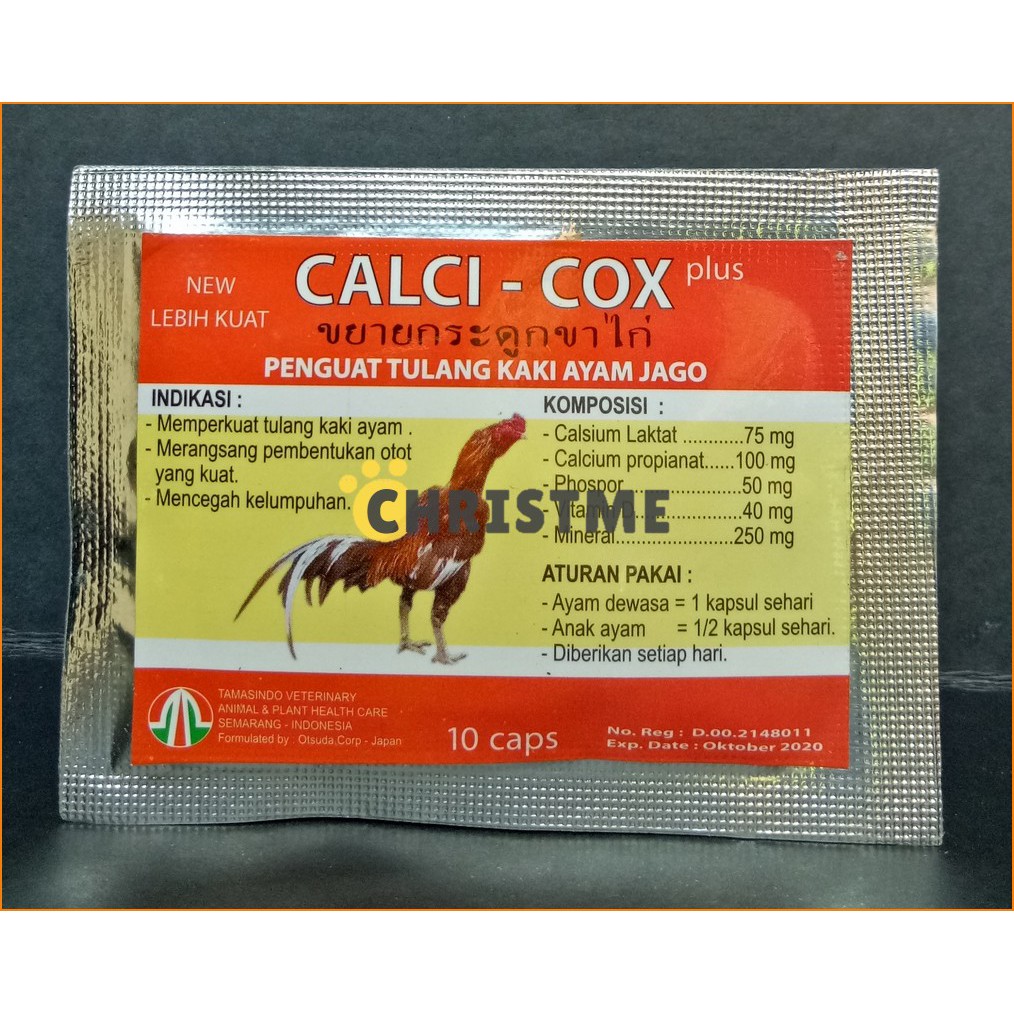 NEW
LEBIH KUAT
CALCI - COX plus
ขยายกระดูกขาไก่
PENGUAT TULANG KAKI AYAM JAGO
INDIKASI :
- Memperkuat tulang kaki ayam .
- Merangsang pembentukan otot
yang kuat.
- Mencegah kelumpuhan.
KOMPOSISI :
- Calsium Laktat ............75 mg
- Calcium propianat......100 mg
- Phospor.......................50 mg
- Vitamin D.....................40 mg
- Mineral.......................250 mg
CHRISTME
ATURAN PAKAI :
- Ayam dewasa = 1 kapsul sehari
- Anak ayam = 1/2 kapsul sehari.
- Diberikan setiap hari.
TAMASINDO VETERINARY
ANIMAL & PLANT HEALTH CARE
SEMARANG - INDONESIA
Formulated by : Otsuda,Corp - Japan
10 caps
No. Reg : D.00.2148011
Exp. Date : Oktober 2020